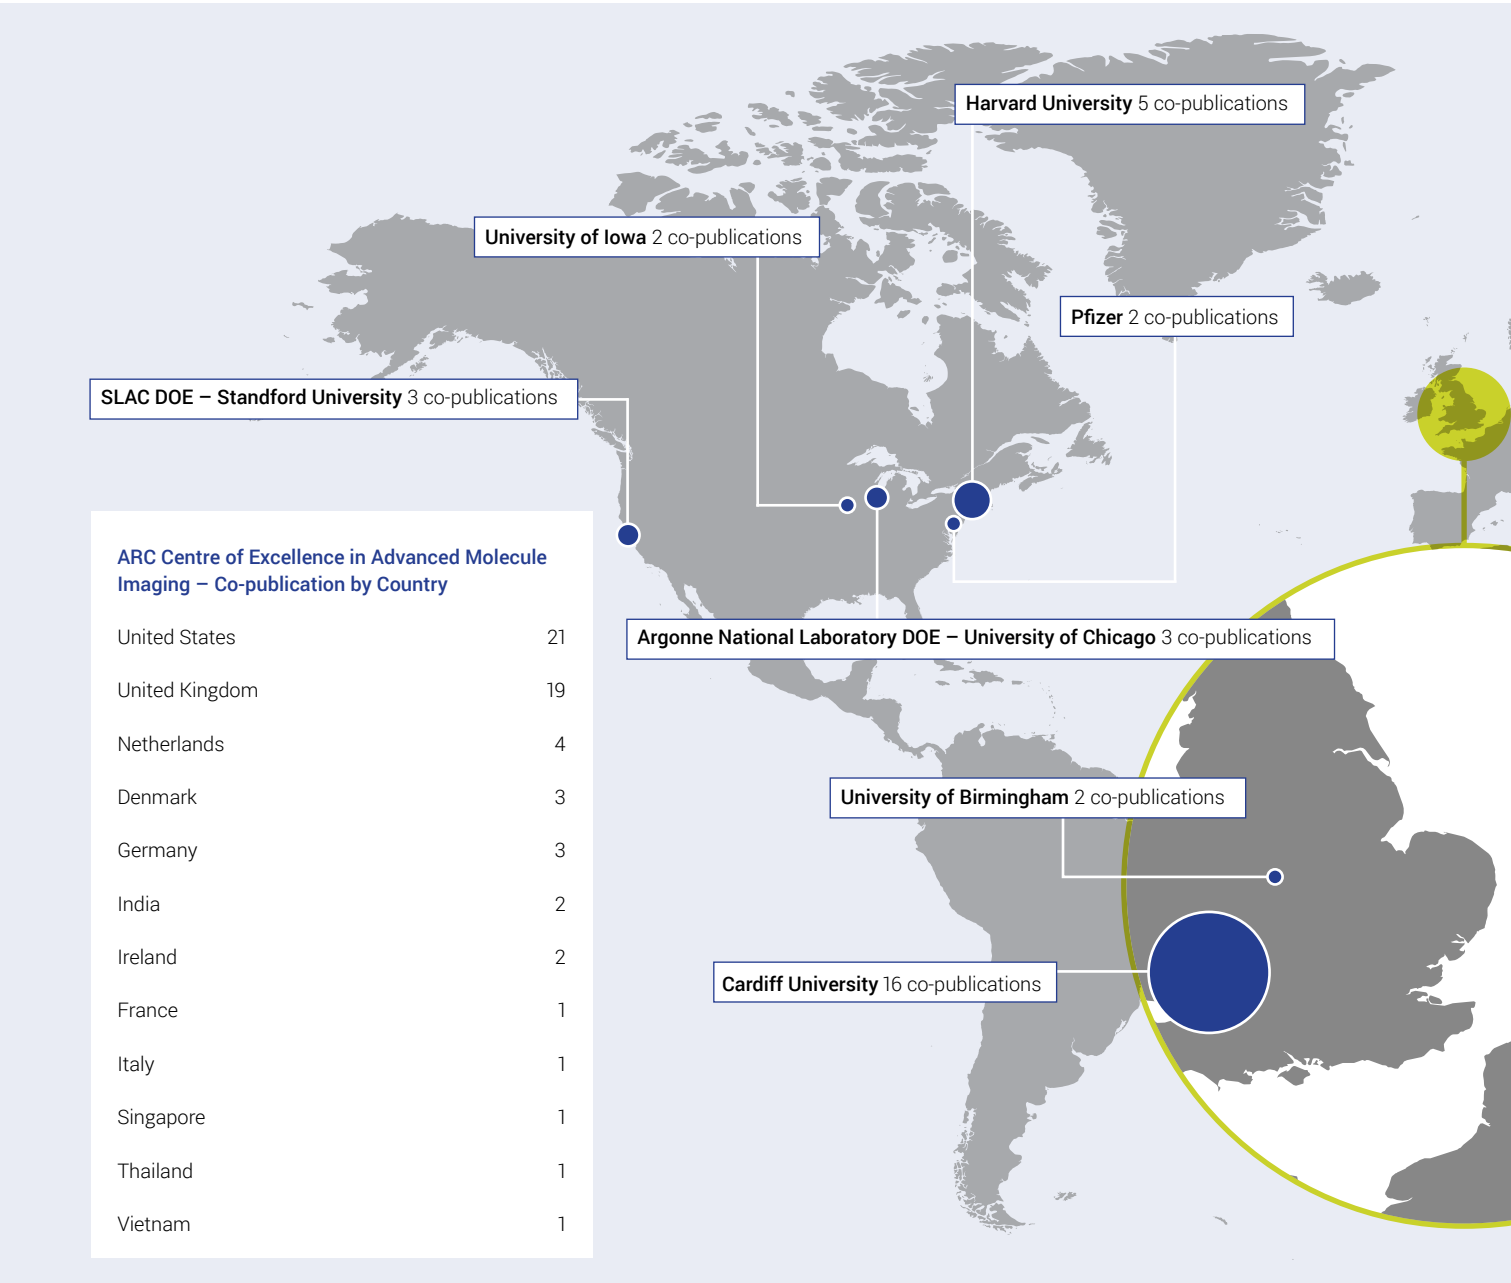 Harvard University 5 co-publications
University of Iowa 2 co-publications
Pfizer 2 co-publications
SLAC DOE – Standford University 3 co-publications
ARC Centre of Excellence in Advanced Molecule
Imaging – Co-publication by Country
United States 21
United Kingdom 19
Netherlands 4
Denmark 3
Germany 3
India 2
Ireland 2
France 1
Italy 1
Singapore 1
Thailand 1
Vietnam 1
Argonne National Laboratory DOE – University of Chicago 3 co-publications
University of Birmingham 2 co-publications
Cardiff University 16 co-publications